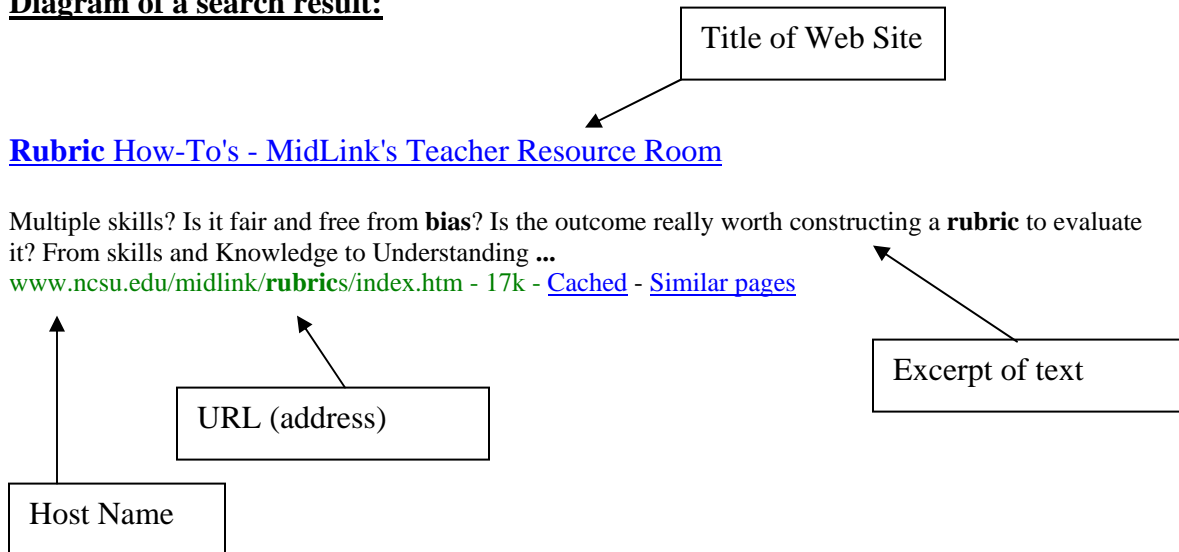 Diagram of a search result:
Title of Web Site
Rubric How-To's - MidLink's Teacher Resource Room
Multiple skills? Is it fair and free from bias? Is the outcome really worth constructing a rubric to evaluate
it? From skills and Knowledge to Understanding ...
www.ncsu.edu/midlink/rubrics/index.htm - 17k - Cached - Similar pages
Excerpt of text
URL (address)
Host Name